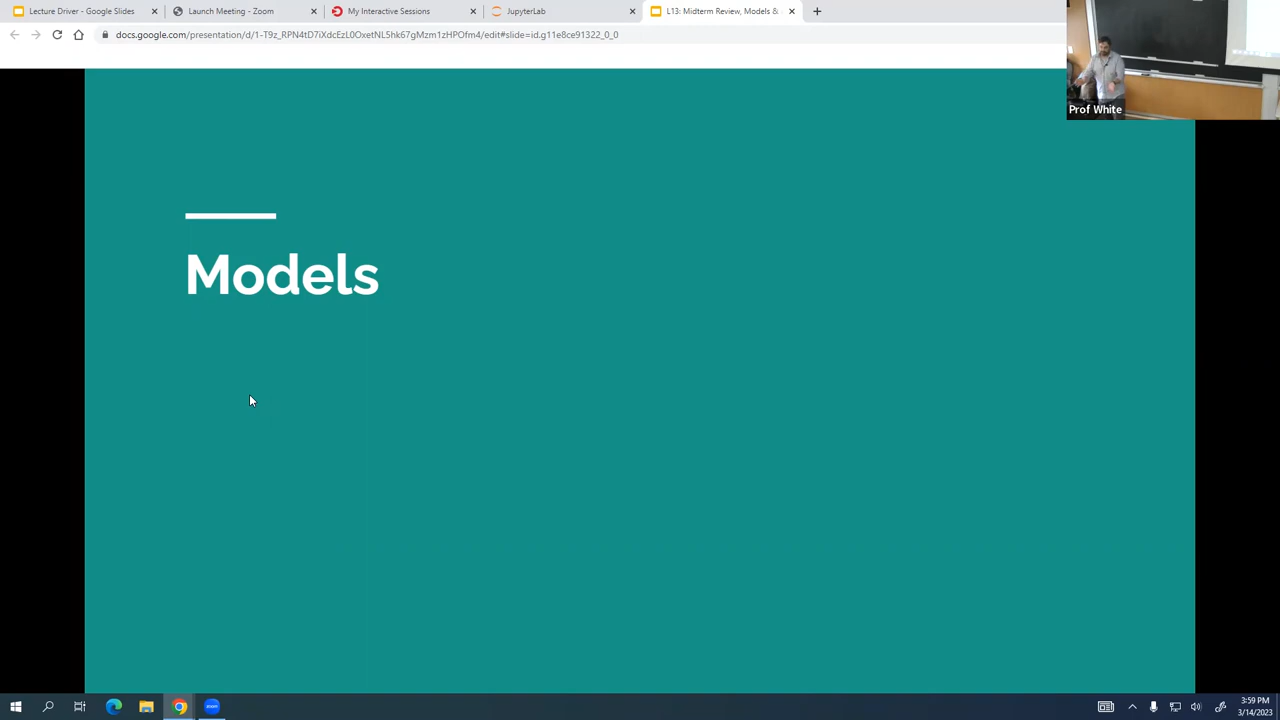 Lecture Driver - Google Slides
Launch Meeting - Zoom
My Interactive Sessions
JupyterLab
L13: Midterm Review, Models &
docs.google.com/presentation/d/1-T9z_RPN4tD7iXdcEzL0OxetNL5hk67gMzm1zHPOfm4/edit#slide=id.g11e8ce91322_0_0
Prof White
Models
zoom
3:59 PM
3/14/2023